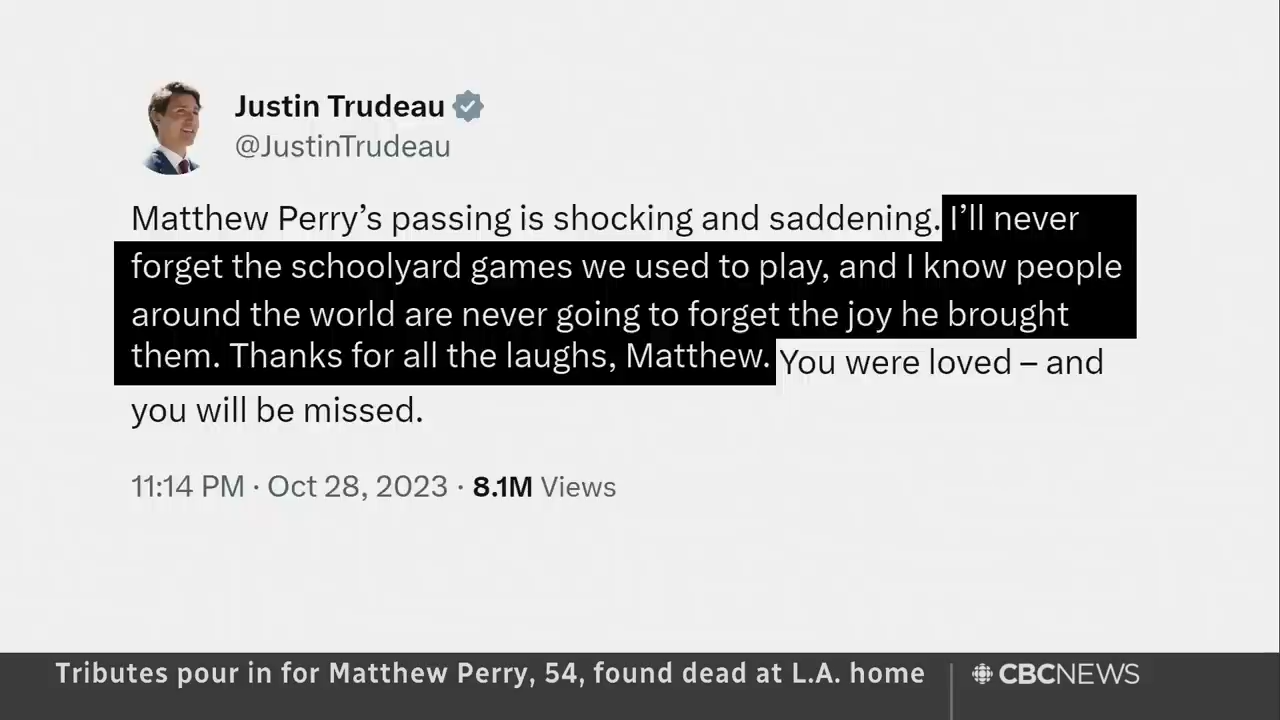 Justin Trudeau
@JustinTrudeau
Matthew Perry’s passing is shocking and saddening. I’ll never
forget the schoolyard games we used to play, and I know people
around the world are never going to forget the joy he brought
them. Thanks for all the laughs, Matthew. You were loved – and
you will be missed.
11:14 PM · Oct 28, 2023 · 8.1M Views
Tributes pour in for Matthew Perry, 54, found dead at L.A. home
CBCNEWS